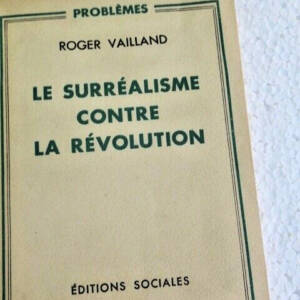 PROBLÈMES
ROGER VAILLAND
LE SURRÉALISME
CONTRE
LA RÉVOLUTION
ÉDITIONS SOCIALES